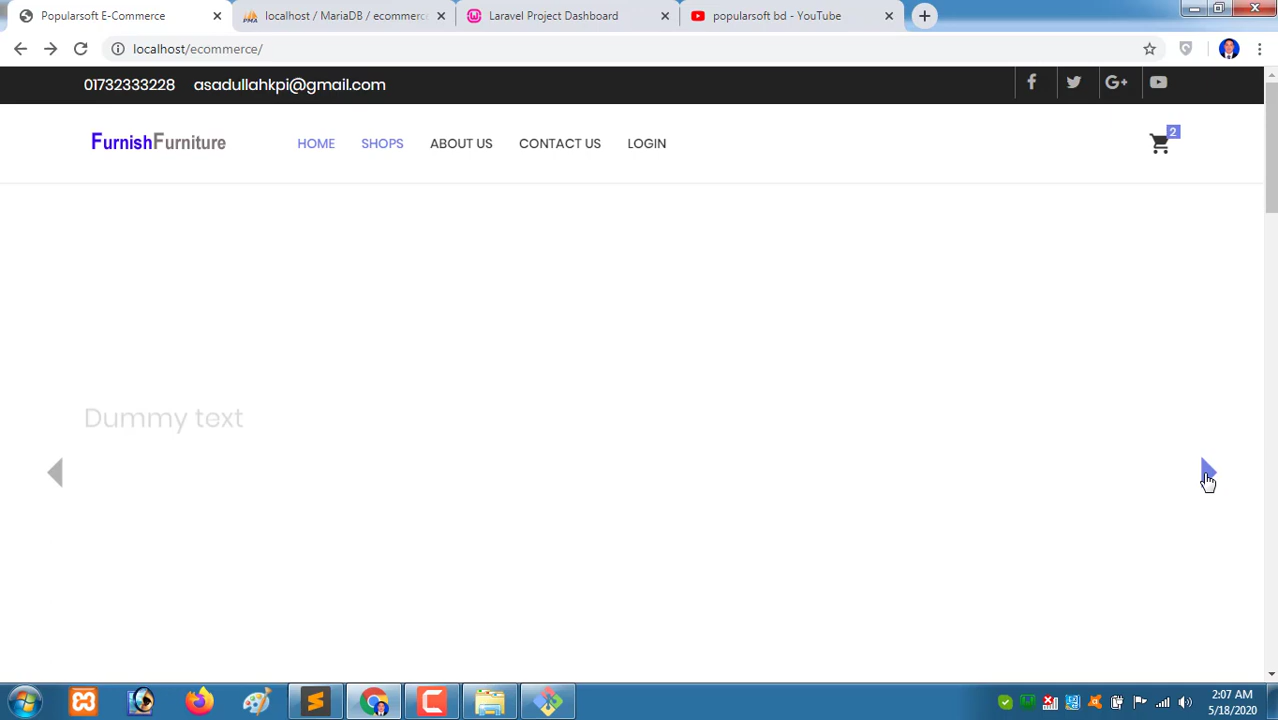 Popularsoft E-Commerce
localhost / MariaDB / ecommerc
Laravel Project Dashboard
popularsoft bd - YouTube
localhost/ecommerce/
01732333228 asadullahkpi@gmail.com
FurnishFurniture
HOME SHOPS ABOUT US CONTACT US LOGIN
2
Dummy text
2:07 AM
5/18/2020